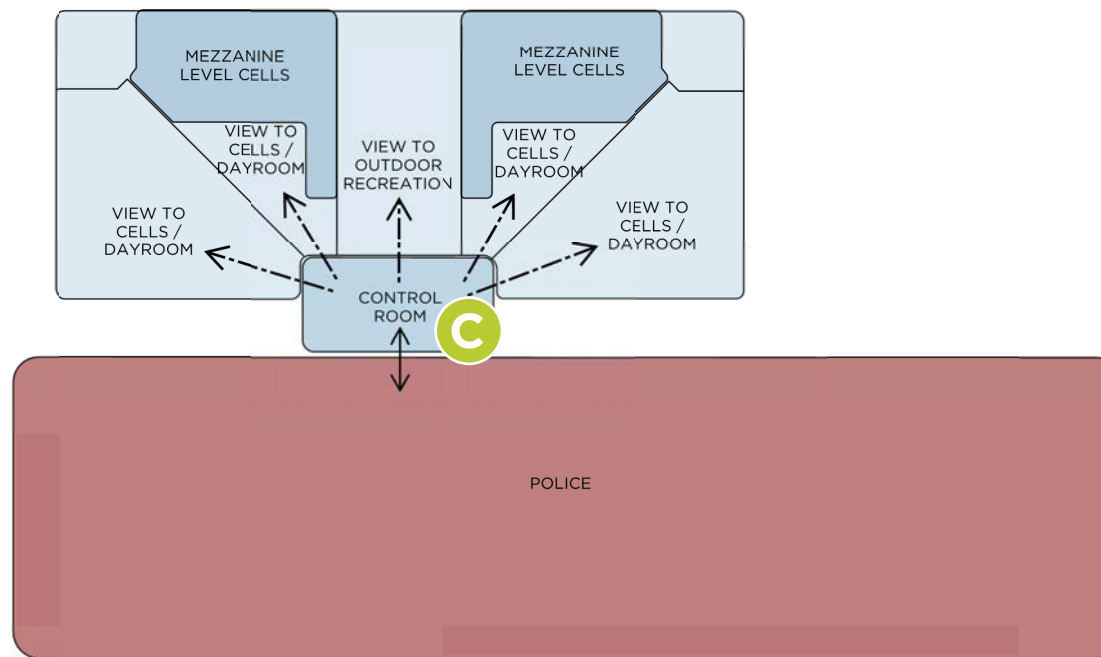 MEZZANINE
LEVEL CELLS
MEZZANINE
LEVEL CELLS
VIEW TO
CELLS /
DAYROOM
VIEW TO
OUTDOOR
RECREATION
VIEW TO
CELLS /
DAYROOM
VIEW TO
CELLS /
DAYROOM
VIEW TO
CELLS /
DAYROOM
CONTROL
ROOM
C
POLICE